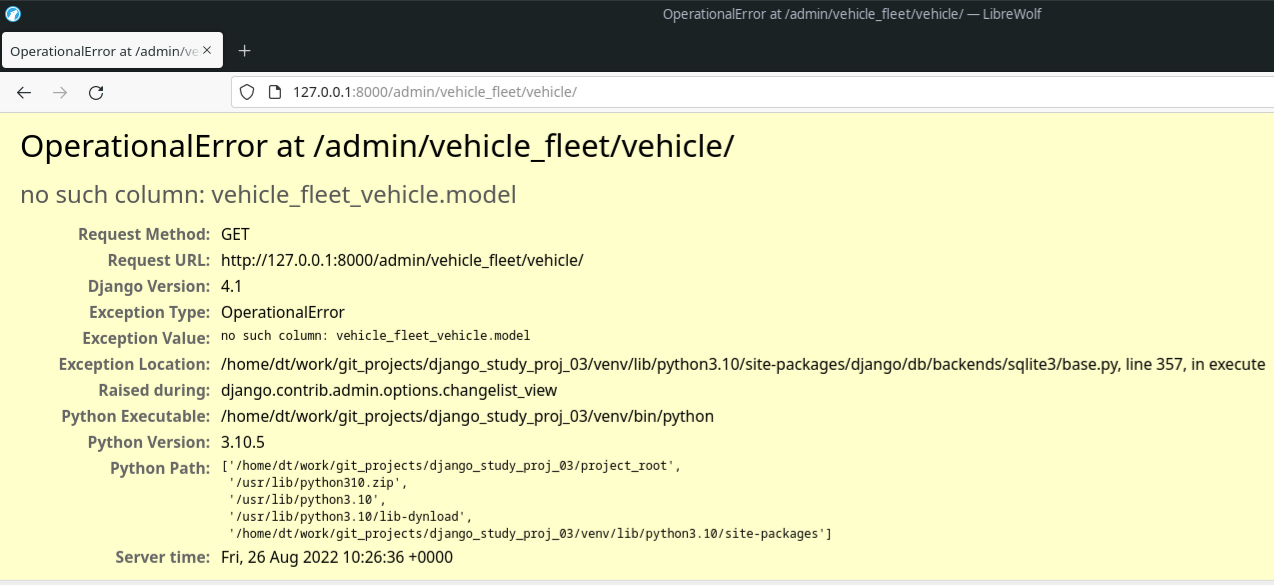 OperationalError at /admin/vehicle_fleet/vehicle/ — LibreWolf
OperationalError at /admin/ve
127.0.0.1:8000/admin/vehicle_fleet/vehicle/
OperationalError at /admin/vehicle_fleet/vehicle/
no such column: vehicle_fleet_vehicle.model
Request Method: GET
Request URL: http://127.0.0.1:8000/admin/vehicle_fleet/vehicle/
Django Version: 4.1
Exception Type: OperationalError
Exception Value: no such column: vehicle_fleet_vehicle.model
Exception Location: /home/dt/work/git_projects/django_study_proj_03/venv/lib/python3.10/site-packages/django/db/backends/sqlite3/base.py, line 357, in execute
Raised during: django.contrib.admin.options.changelist_view
Python Executable: /home/dt/work/git_projects/django_study_proj_03/venv/bin/python
Python Version: 3.10.5
Python Path: ['/home/dt/work/git_projects/django_study_proj_03/project_root',
'/usr/lib/python310.zip',
'/usr/lib/python3.10',
'/usr/lib/python3.10/lib-dynload',
'/home/dt/work/git_projects/django_study_proj_03/venv/lib/python3.10/site-packages']
Server time: Fri, 26 Aug 2022 10:26:36 +0000